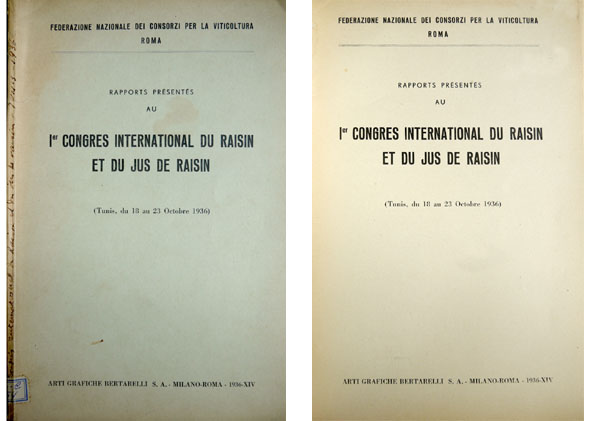 FEDERAZIONE NAZIONALE DEI CONSORZI PER LA VITICOLTURA
ROMA
RAPPORTS PRÉSENTÉS
AU
Ier CONGRES INTERNATIONAL DU RAISIN
ET DU JUS DE RAISIN
(Tunis, du 18 au 23 Octobre 1936)
ARTI GRAFICHE BERTARELLI S. A. - MILANO-ROMA - 1936-XIV
FEDERAZIONE NAZIONALE DEI CONSORZI PER LA VITICOLTURA
ROMA
RAPPORTS PRÉSENTÉS
AU
Ier CONGRES INTERNATIONAL DU RAISIN
ET DU JUS DE RAISIN
(Tunis, du 18 au 23 Octobre 1936)
ARTI GRAFICHE BERTARELLI S. A. - MILANO-ROMA - 1936-XIV